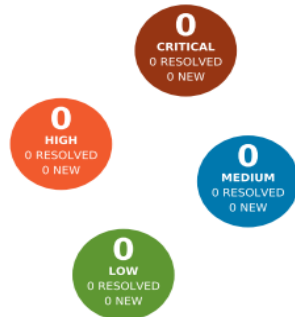 0
CRITICAL
0 RESOLVED
0 NEW
0
HIGH
0 RESOLVED
0 NEW
0
MEDIUM
0 RESOLVED
0 NEW
0
LOW
0 RESOLVED
0 NEW